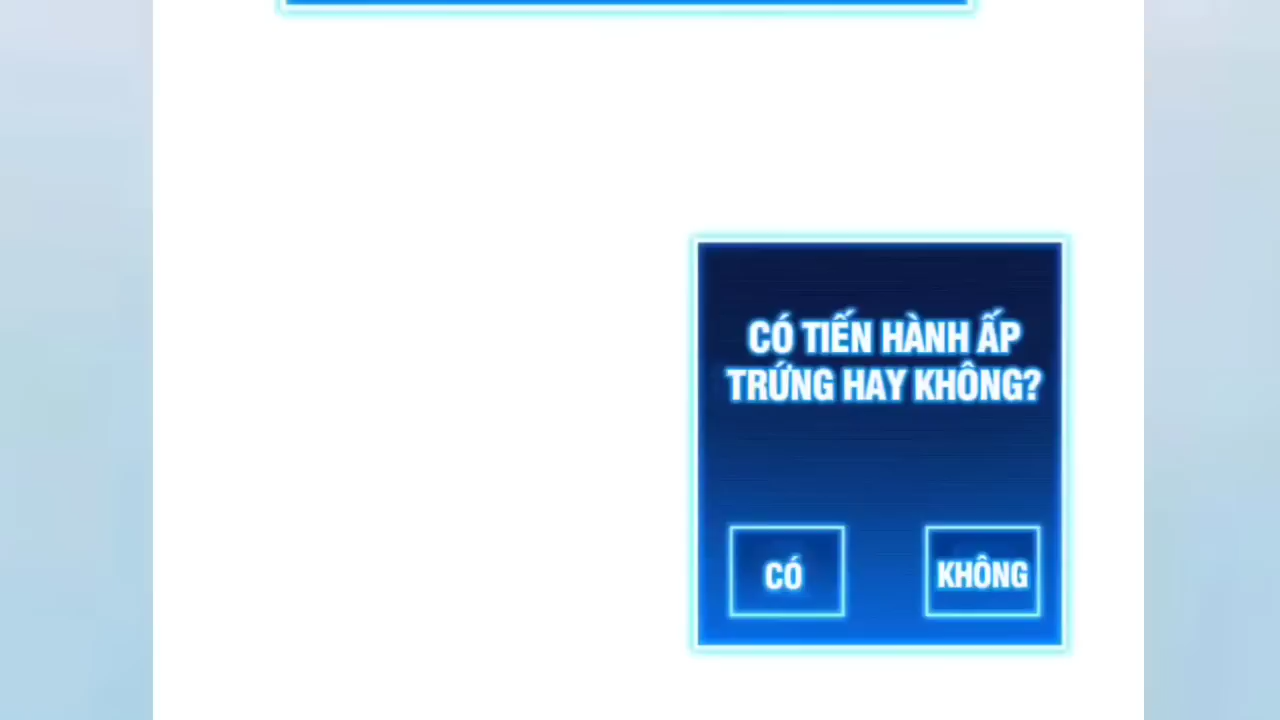 CÓ TIẾN HÀNH ẤP
TRỨNG HAY KHÔNG?
CÓ
KHÔNG